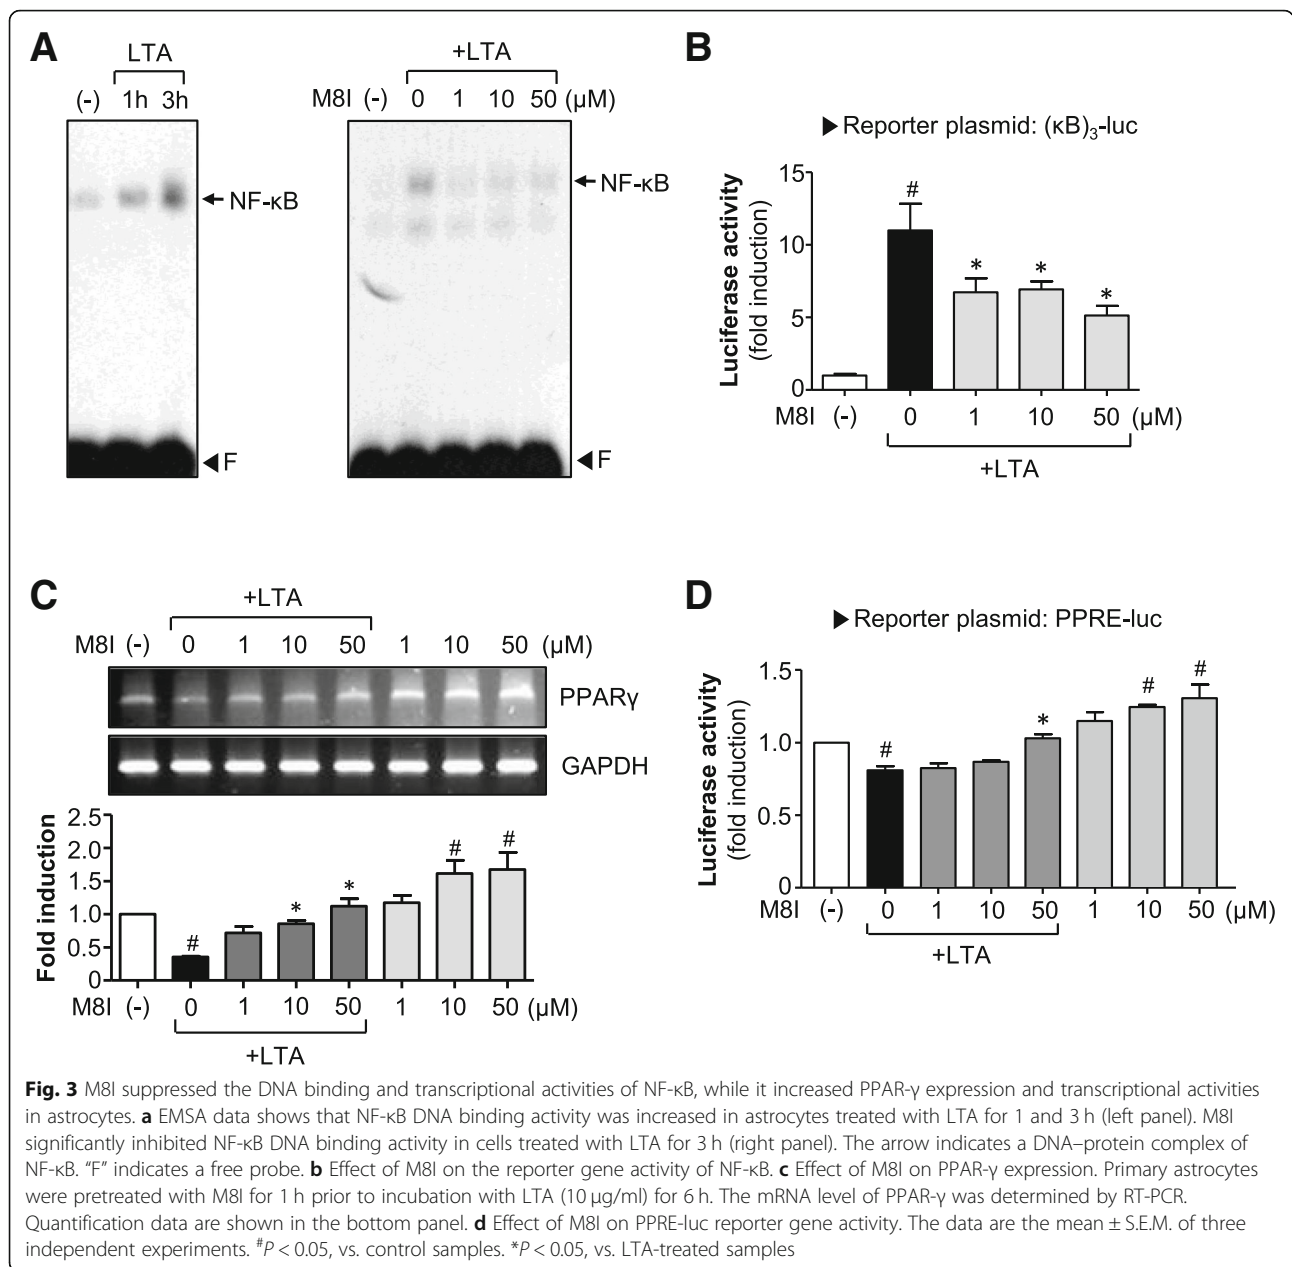 A
LTA
(-) 1h 3h
NF-κB
F
+LTA
M8I (-) 0 1 10 50 (μM)
NF-κB
F
B
Reporter plasmid: (κB)₃-luc
Luciferase activity
(fold induction)
15
10
5
0
#
*
*
*
M8I (-) 0 1 10 50 (μM)
+LTA
C
+LTA
M8I (-) 0 1 10 50 1 10 50 (μM)
PPARγ
GAPDH
Fold induction
2.5
2.0
1.5
1.0
0.5
0
#
*
*
#
#
M8I (-) 0 1 10 50 1 10 50 (μM)
+LTA
D
Reporter plasmid: PPRE-luc
Luciferase activity
(fold induction)
1.5
1.0
0.5
0
#
*
#
#
M8I (-) 0 1 10 50 1 10 50 (μM)
+LTA
Fig. 3 M8I suppressed the DNA binding and transcriptional activities of NF-κB, while it increased PPAR-γ expression and transcriptional activities
in astrocytes. a EMSA data shows that NF-κB DNA binding activity was increased in astrocytes treated with LTA for 1 and 3 h (left panel). M8I
significantly inhibited NF-κB DNA binding activity in cells treated with LTA for 3 h (right panel). The arrow indicates a DNA–protein complex of
NF-κB. "F" indicates a free probe. b Effect of M8I on the reporter gene activity of NF-κB. c Effect of M8I on PPAR-γ expression. Primary astrocytes
were pretreated with M8I for 1 h prior to incubation with LTA (10 μg/ml) for 6 h. The mRNA level of PPAR-γ was determined by RT-PCR.
Quantification data are shown in the bottom panel. d Effect of M8I on PPRE-luc reporter gene activity. The data are the mean ± S.E.M. of three
independent experiments. #P < 0.05, vs. control samples. *P < 0.05, vs. LTA-treated samples